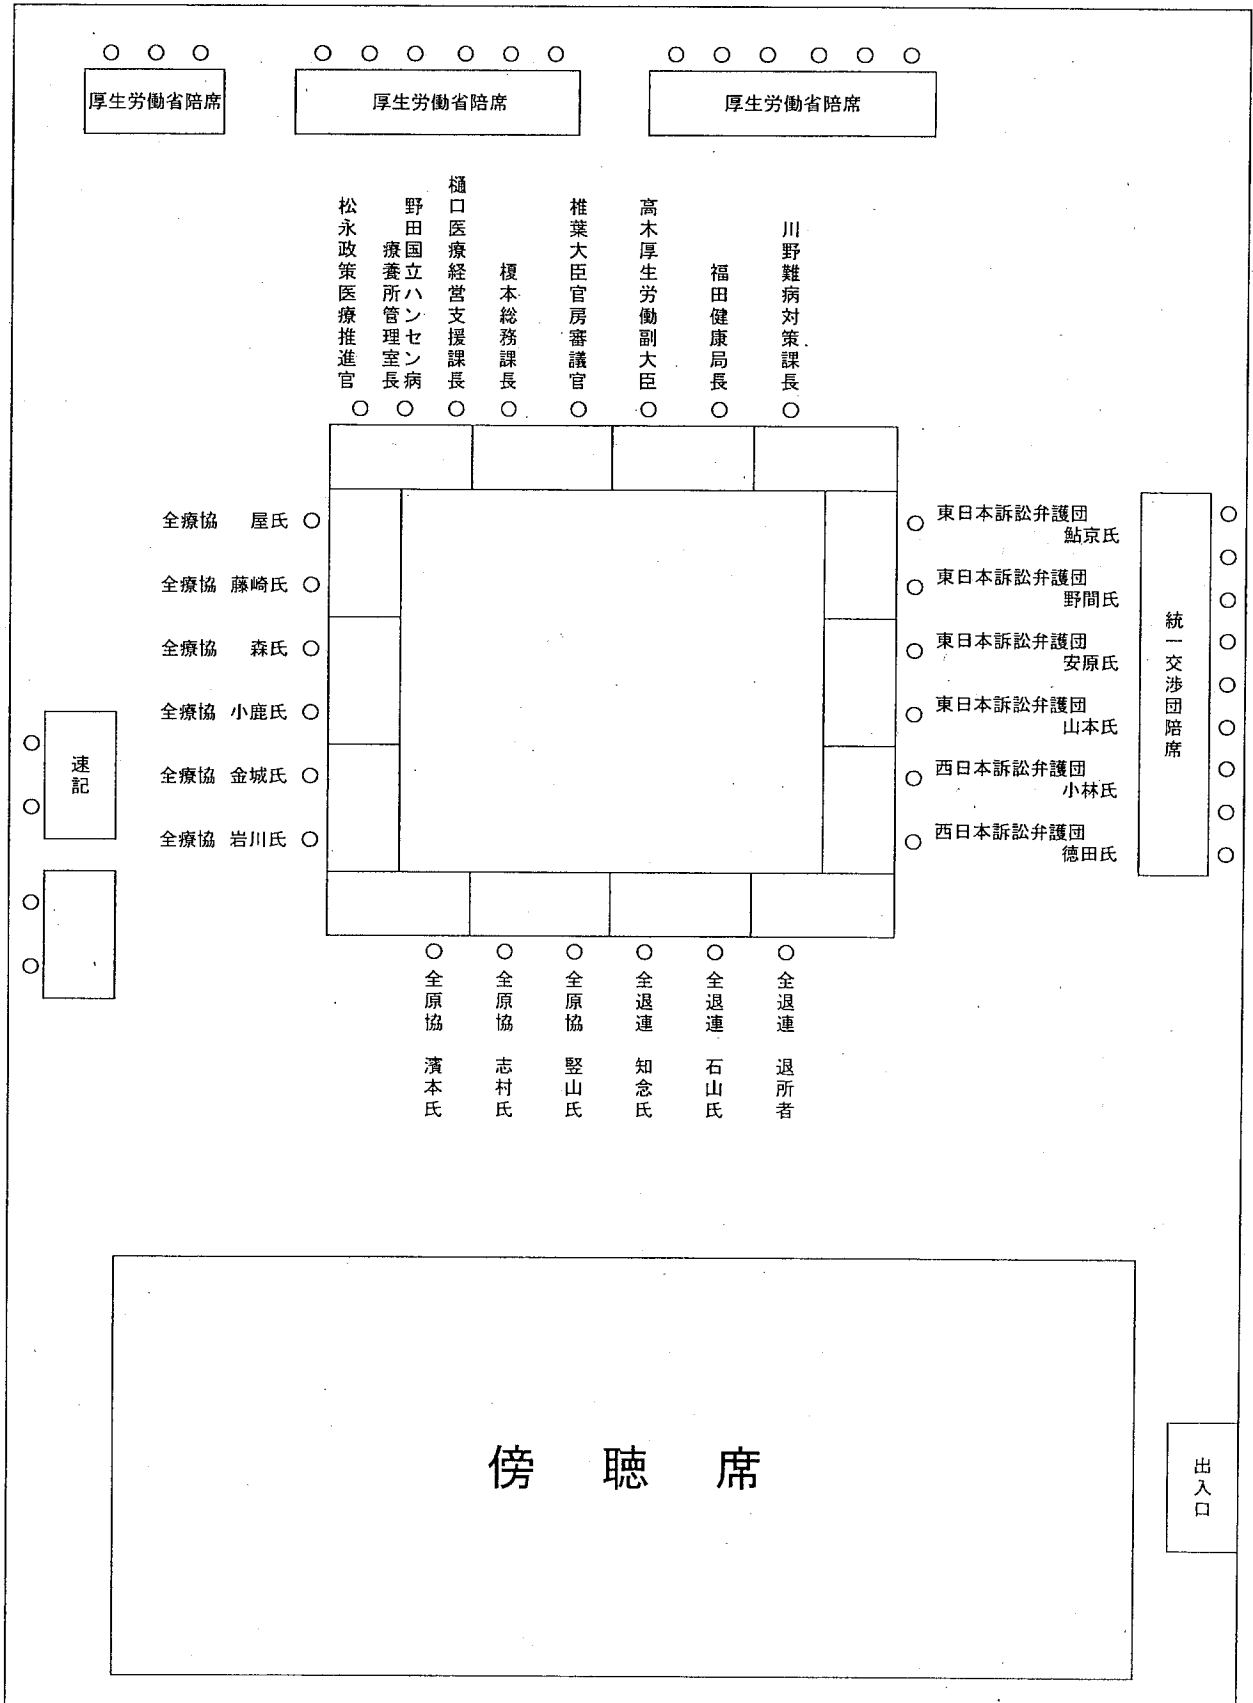 厚生労働省陪席
厚生労働省陪席
厚生労働省陪席
松永政策医療推進官
野田国立ハンセン病
療養所管理室長
樋口医療経営支援課長
榎本総務課長
椎葉大臣官房審議官
高木厚生労働副大臣
福田健康局長
川野難病対策課長
全療協 屋氏
全療協 藤崎氏
全療協 森氏
全療協 小鹿氏
全療協 金城氏
全療協 岩川氏
東日本訴訟弁護団
鮎京氏
東日本訴訟弁護団
野間氏
東日本訴訟弁護団
安原氏
東日本訴訟弁護団
山本氏
西日本訴訟弁護団
小林氏
西日本訴訟弁護団
徳田氏
統一交渉団陪席
速記
全原協 濱本氏
全原協 志村氏
全原協 竪山氏
全退連 知念氏
全退連 石山氏
全退連 退所者
傍聴席
出入口